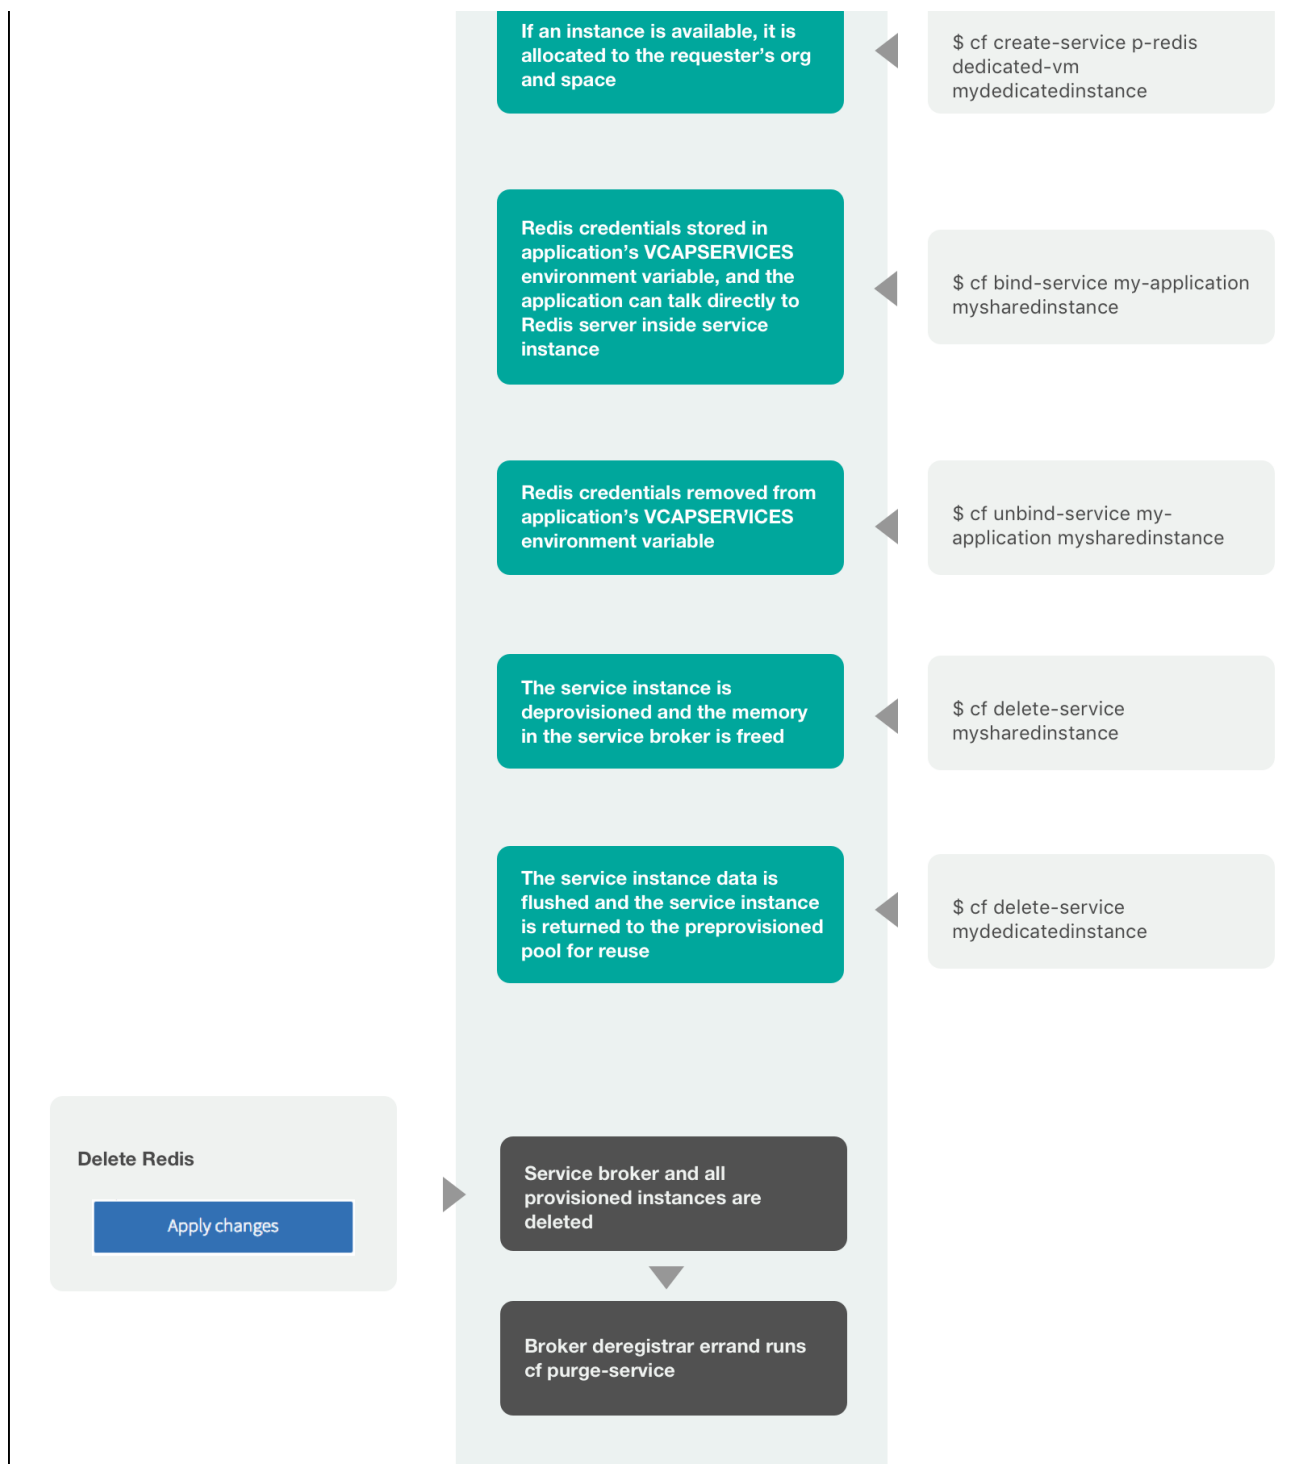 If an instance is available, it is
allocated to the requester's org
and space
$ cf create-service p-redis
dedicated-vm
mydedicatedinstance
Redis credentials stored in
application's VCAPSERVICES
environment variable, and the
application can talk directly to
Redis server inside service
instance
$ cf bind-service my-application
mysharedinstance
Redis credentials removed from
application's VCAPSERVICES
environment variable
$ cf unbind-service my-
application mysharedinstance
The service instance is
deprovisioned and the memory
in the service broker is freed
$ cf delete-service
mysharedinstance
The service instance data is
flushed and the service instance
is returned to the preprovisioned
pool for reuse
$ cf delete-service
mydedicatedinstance
Delete Redis
Apply changes
Service broker and all
provisioned instances are
deleted
Broker deregistrar errand runs
cf purge-service